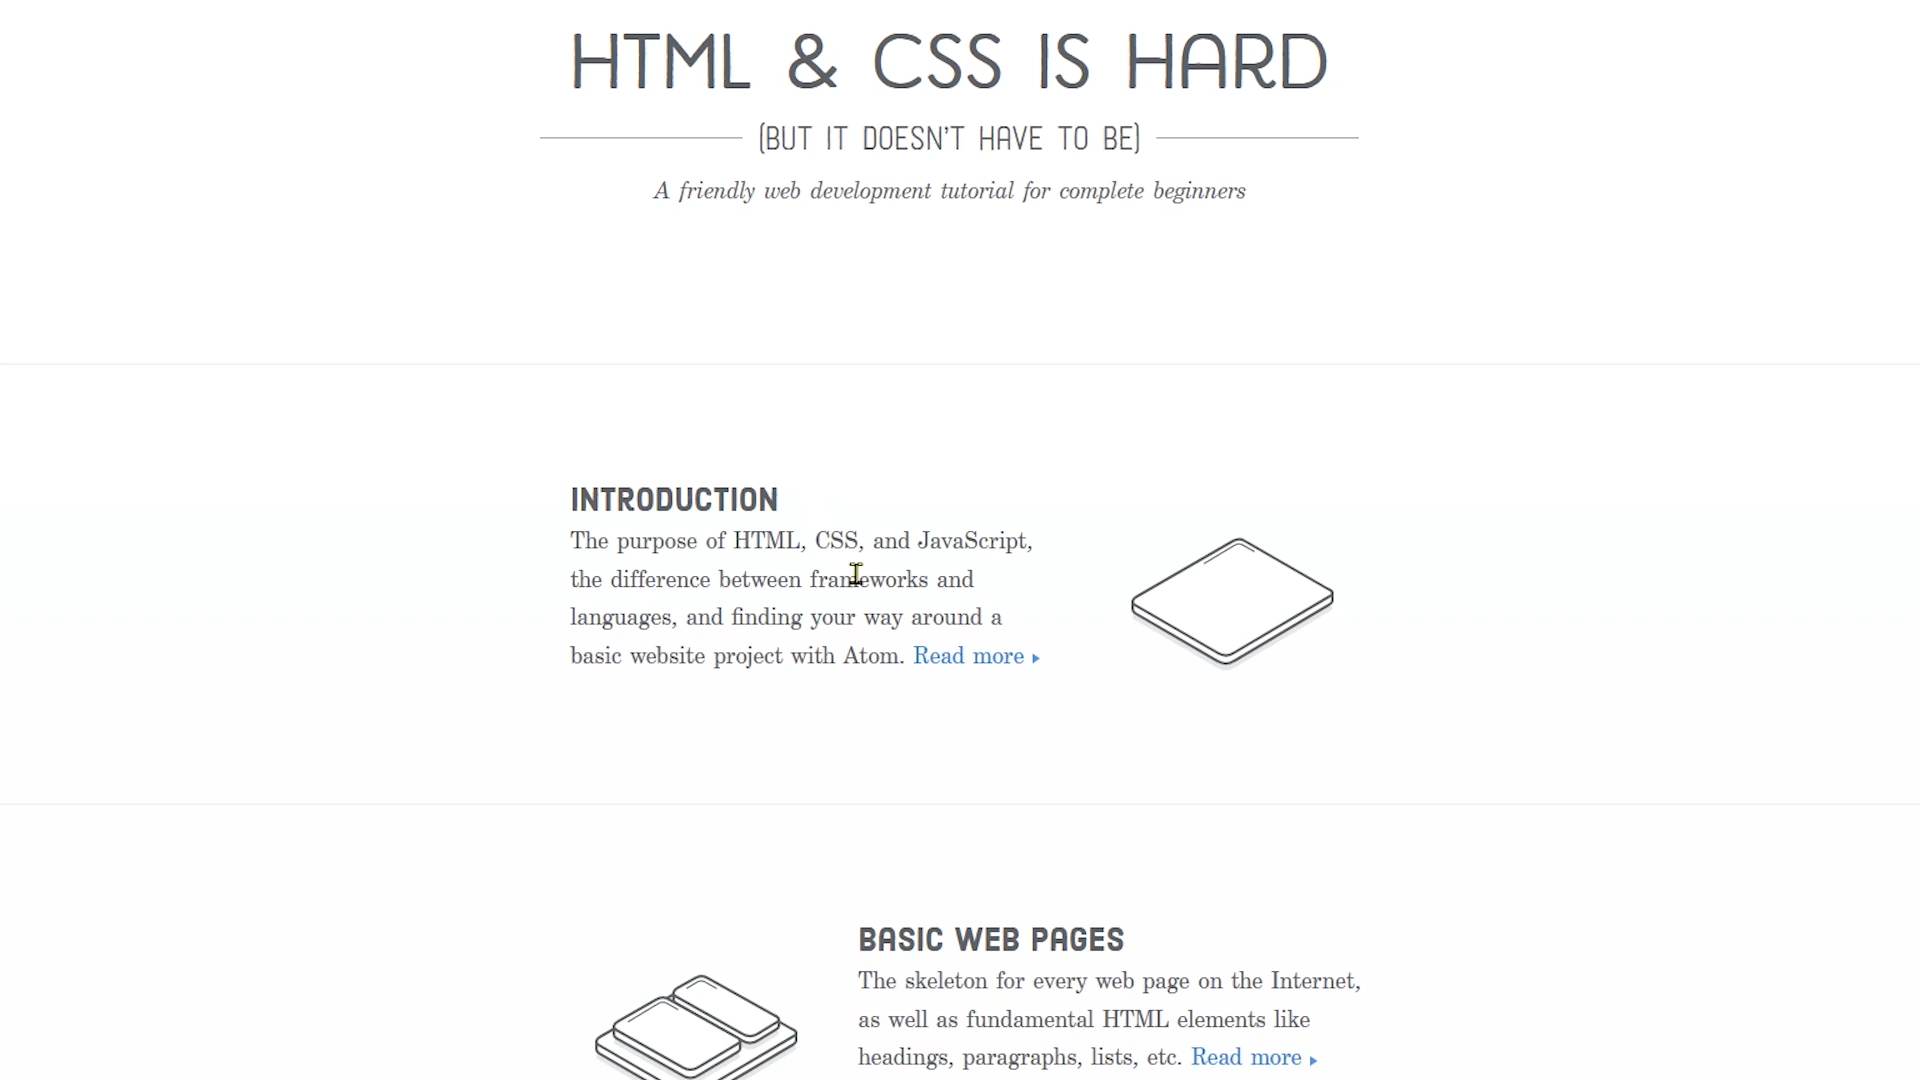 HTML & CSS IS HARD
(BUT IT DOESN'T HAVE TO BE)
A friendly web development tutorial for complete beginners
INTRODUCTION
The purpose of HTML, CSS, and JavaScript,
the difference between frameworks and
languages, and finding your way around a
basic website project with Atom. Read more ▸
BASIC WEB PAGES
The skeleton for every web page on the Internet,
as well as fundamental HTML elements like
headings, paragraphs, lists, etc. Read more ▸